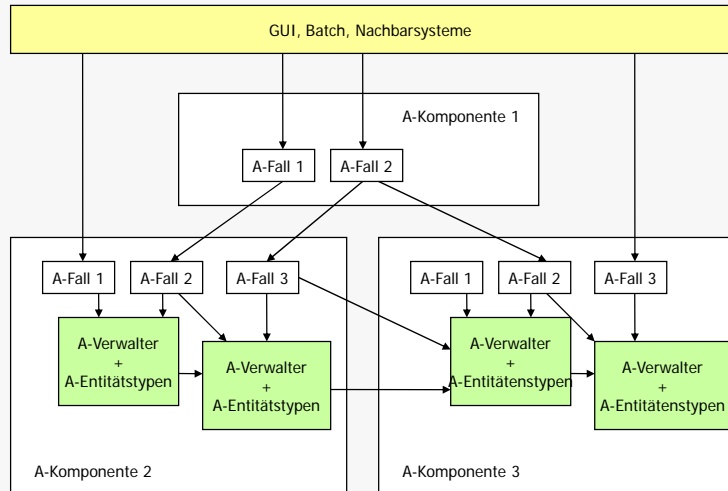 GUI, Batch, Nachbarsysteme
A-Komponente 1
A-Fall 1
A-Fall 2
A-Fall 1
A-Fall 2
A-Fall 3
A-Verwalter
+
A-Entitätstypen
A-Verwalter
+
A-Entitätstypen
A-Komponente 2
A-Fall 1
A-Fall 2
A-Fall 3
A-Verwalter
+
A-Entitätenstypen
A-Verwalter
+
A-Entitätenstypen
A-Komponente 3